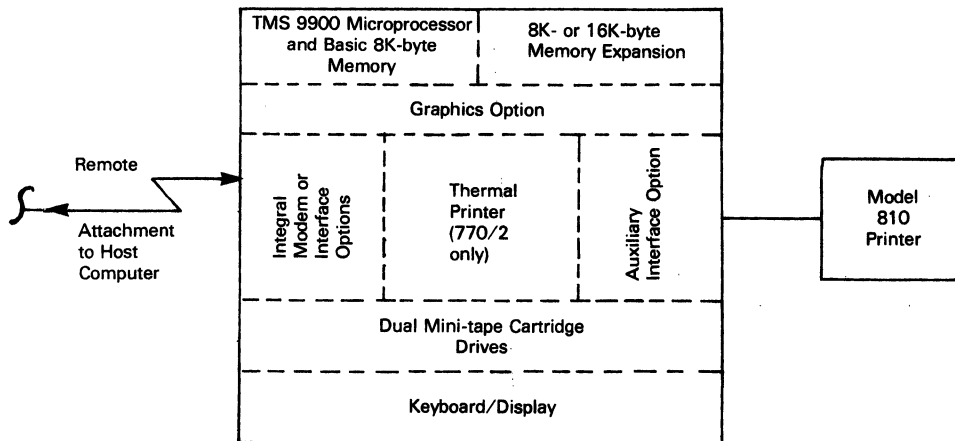 TMS 9900 Microprocessor
and Basic 8K-byte
Memory
8K- or 16K-byte
Memory Expansion
Graphics Option
Remote
Attachment
to Host
Computer
Integral
Modem or
Interface
Options
Thermal
Printer
(770/2
only)
Auxiliary
Interface Option
Model
810
Printer
Dual Mini-tape Cartridge
Drives
Keyboard/Display